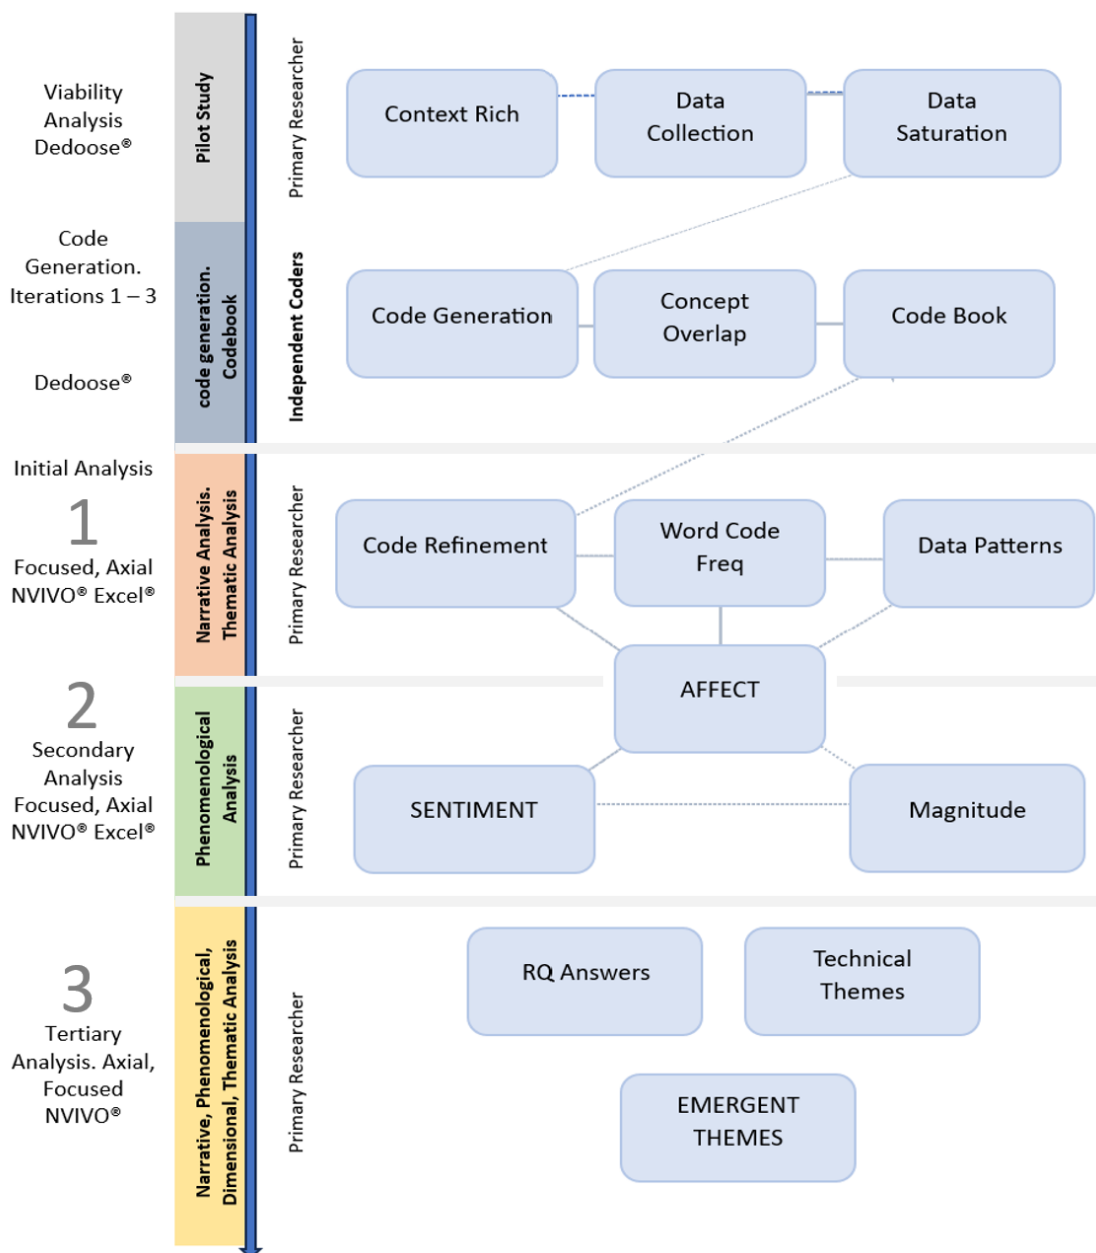 Viability
Analysis
Dedoose®
Pilot Study
Primary Researcher
Context Rich
Data
Collection
Data
Saturation
Code
Generation.
Iterations 1 – 3
Dedoose®
code generation.
Codebook
Independent Coders
Code Generation
Concept
Overlap
Code Book
Initial Analysis
1
Focused, Axial
NVIVO® Excel®
Narrative Analysis.
Thematic Analysis
Primary Researcher
Code Refinement
Word Code
Freq
Data Patterns
AFFECT
2
Secondary
Analysis
Focused, Axial
NVIVO® Excel®
Phenomenological
Analysis
Primary Researcher
SENTIMENT
Magnitude
3
Tertiary
Analysis. Axial,
Focused
NVIVO®
Narrative, Phenomenological,
Dimensional, Thematic Analysis
Primary Researcher
RQ Answers
Technical
Themes
EMERGENT
THEMES